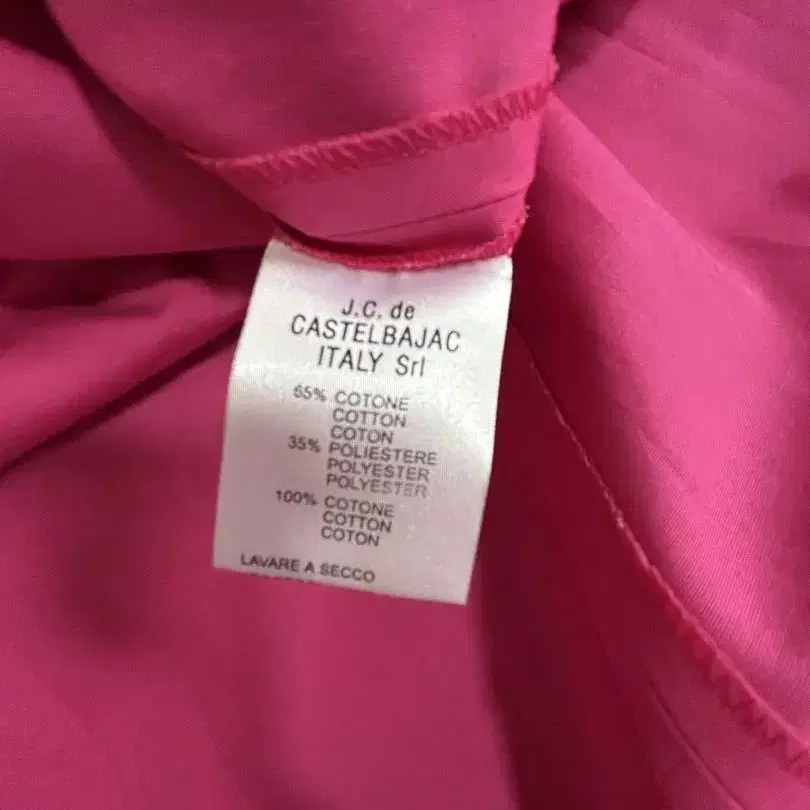 J.C. de
CASTELBAJAC
ITALY Srl
65% COTONE
COTTON
COTON
35% POLIESTERE
POLYESTER
POLYESTER
100% COTONE
COTTON
COTON
LAVARE A SECCO